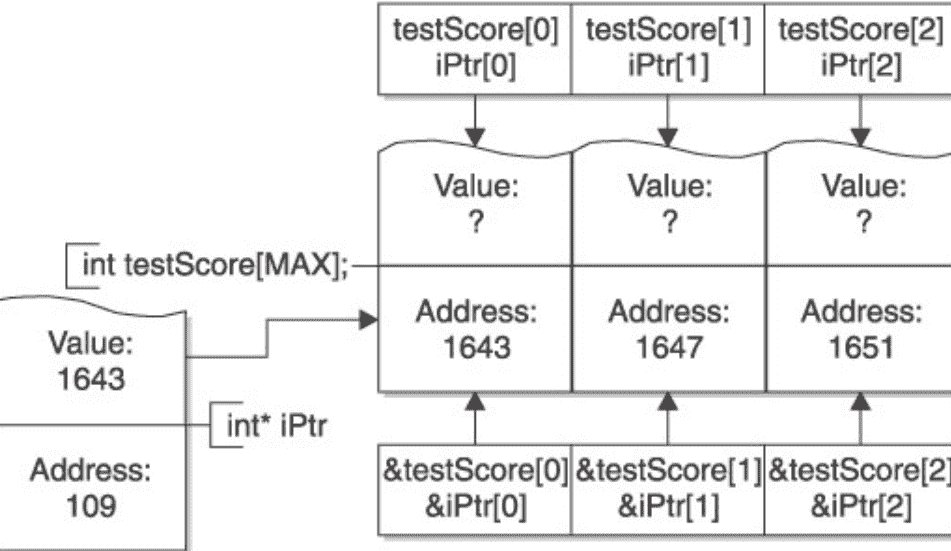 testScore[0] testScore[1] testScore[2]
iPtr[0] iPtr[1] iPtr[2]
Value: Value: Value:
? ? ?
int testScore[MAX];
Address: Address: Address:
1643 1647 1651
Value:
1643
int* iPtr
Address:
109
&testScore[0] &testScore[1] &testScore[2]
&iPtr[0] &iPtr[1] &iPtr[2]